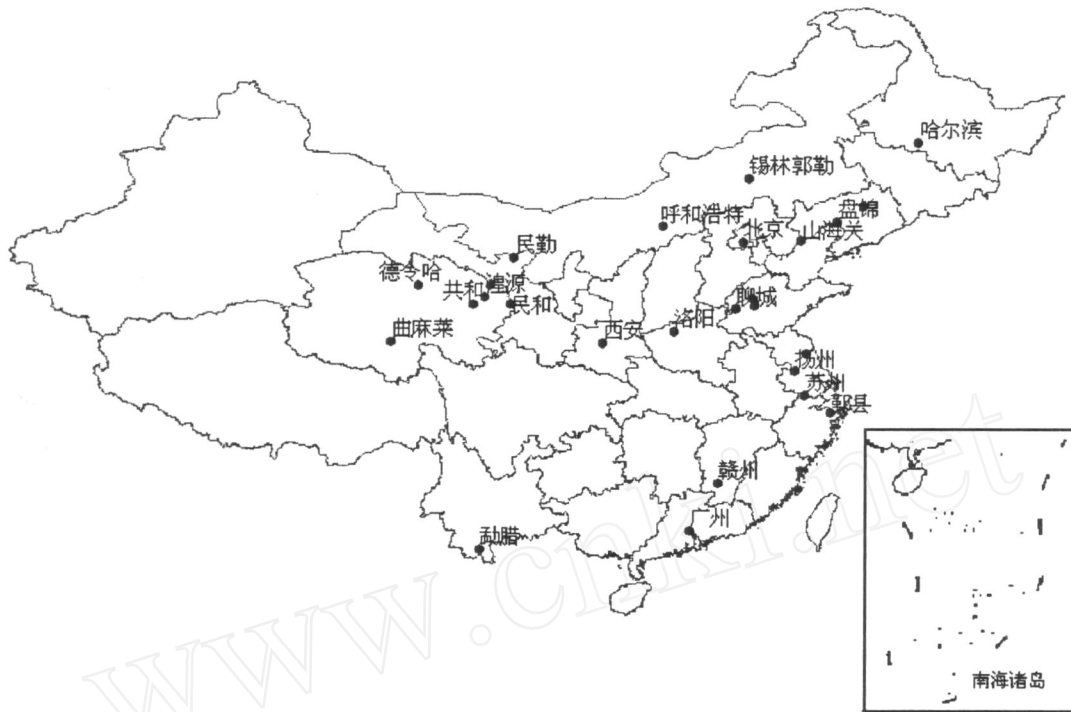 哈尔滨
锡林郭勒
盘锦
呼和浩特
北京
山海关
民勤
德令哈
湟源
共和
民和
聊城
曲麻莱
西安
洛阳
扬州
苏州
鄞县
赣州
广州
勐腊
南海诸岛
www.cnki.net